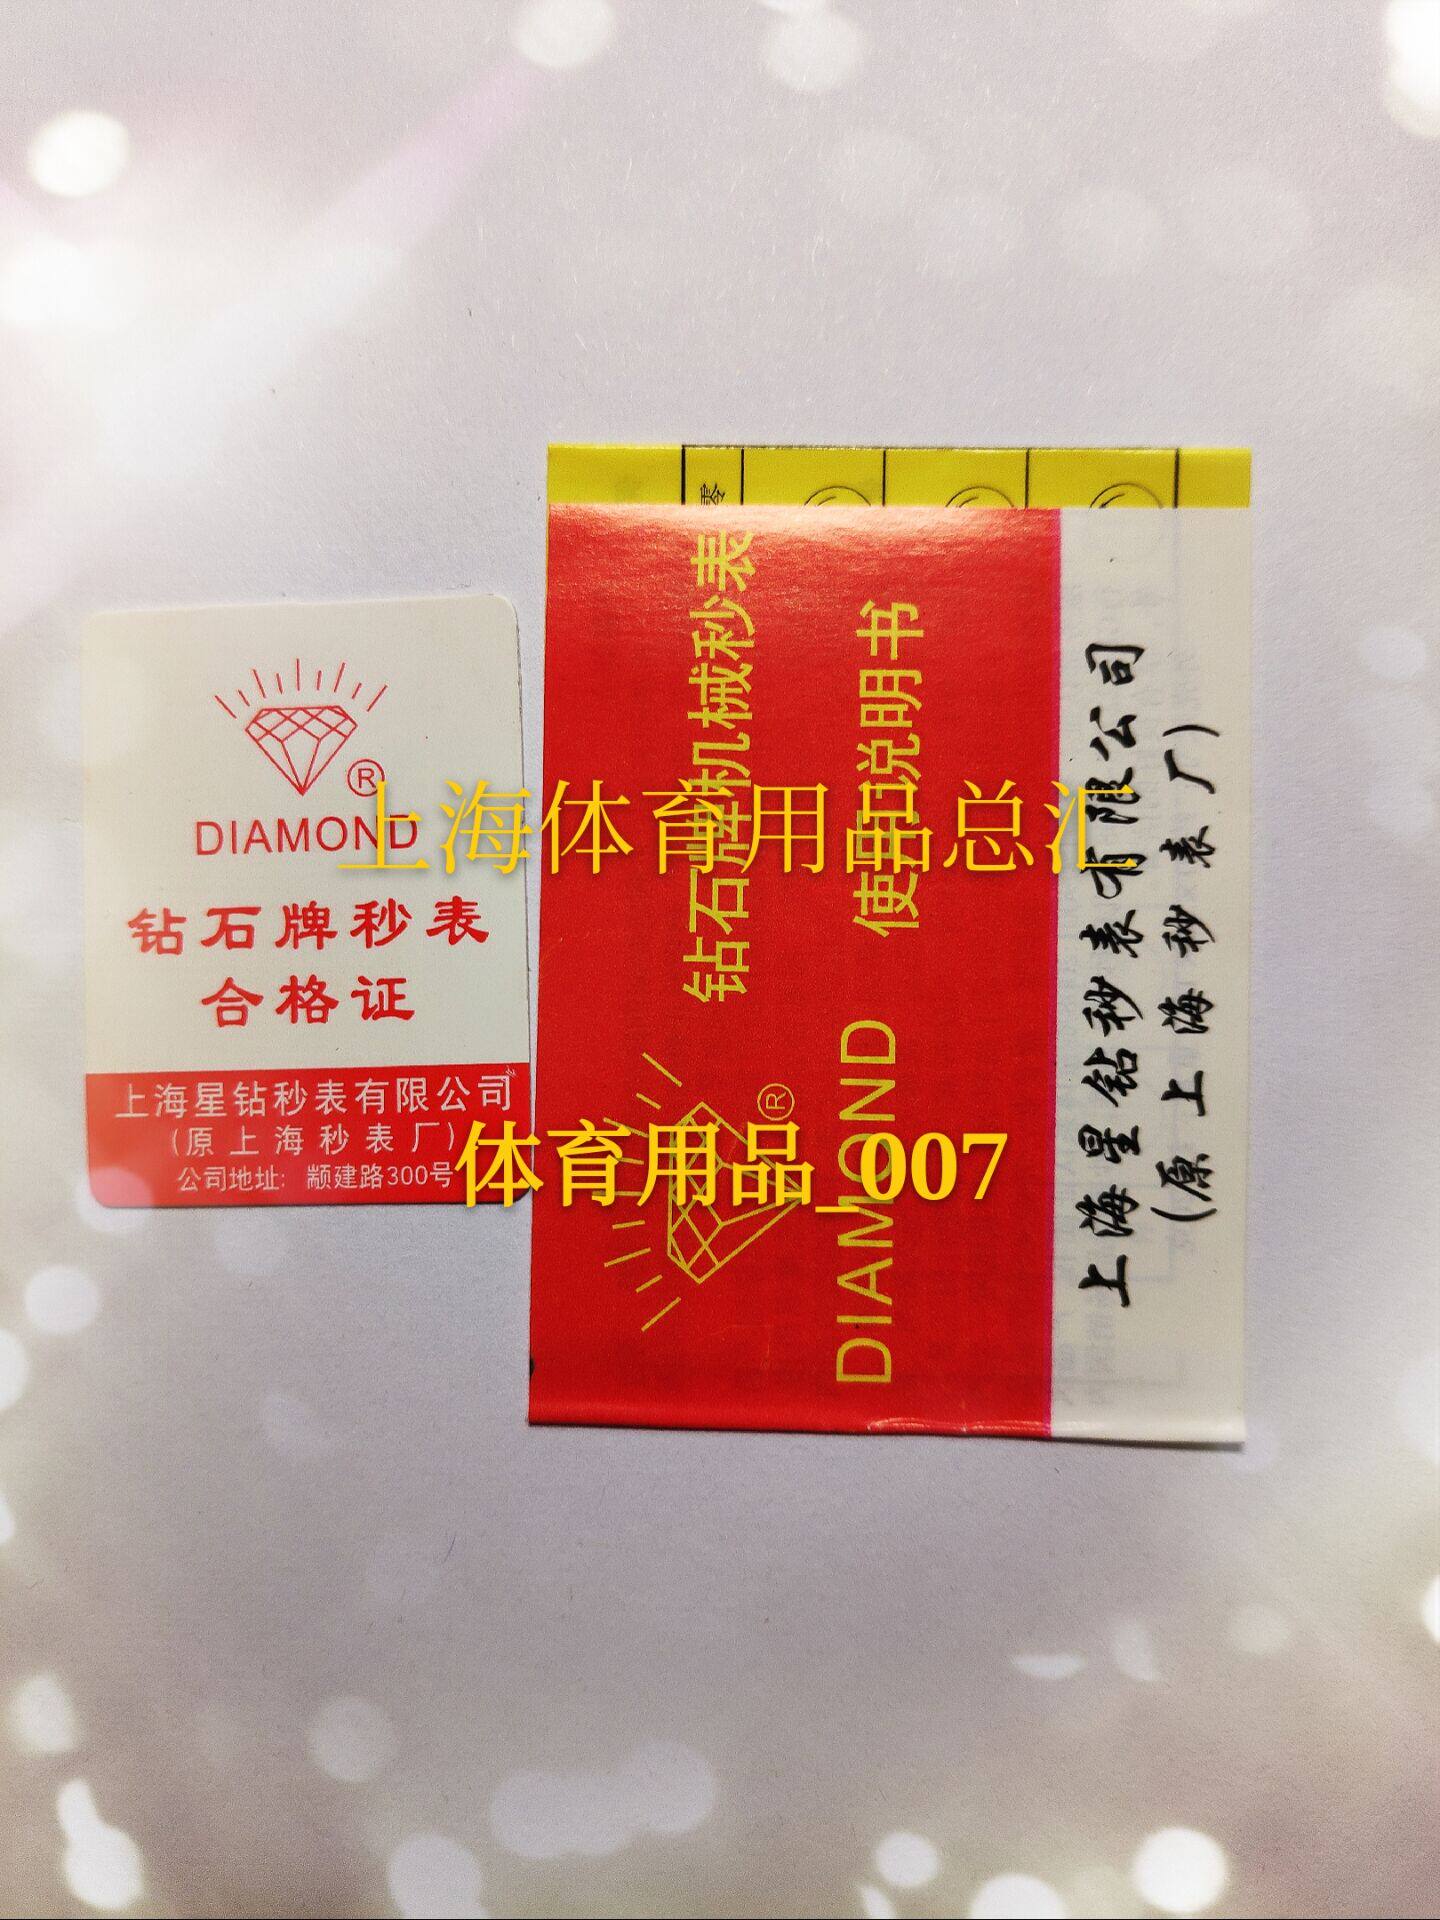 ®
DIAMOND
钻石牌秒表
合格证
上海星钻秒表有限公司
(原上海秒表厂)
公司地址: 颛建路300号
零
钻石牌机械秒表
使用说明书
®
DIAMOND
上海星钻秒表有限公司
(原上海秒表厂)
上海体育用品总汇
体育用品_007